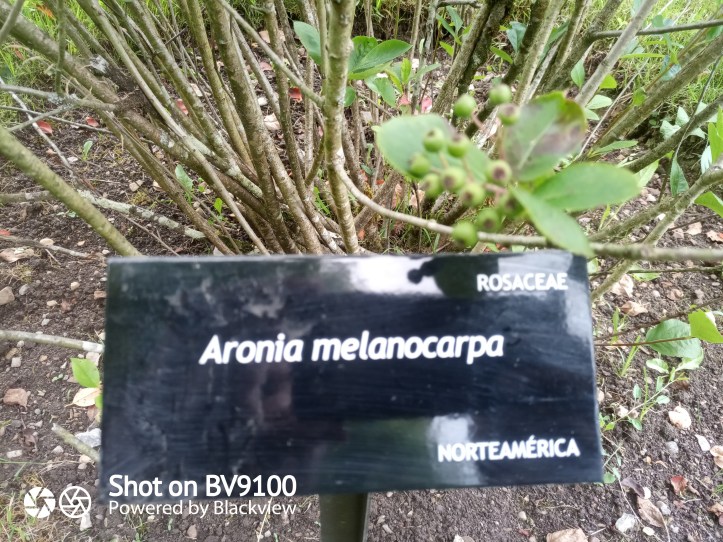 ROSACEAE
Aronia melanocarpa
NORTEAMÉRICA
Shot on BV9100
Powered by Blackview